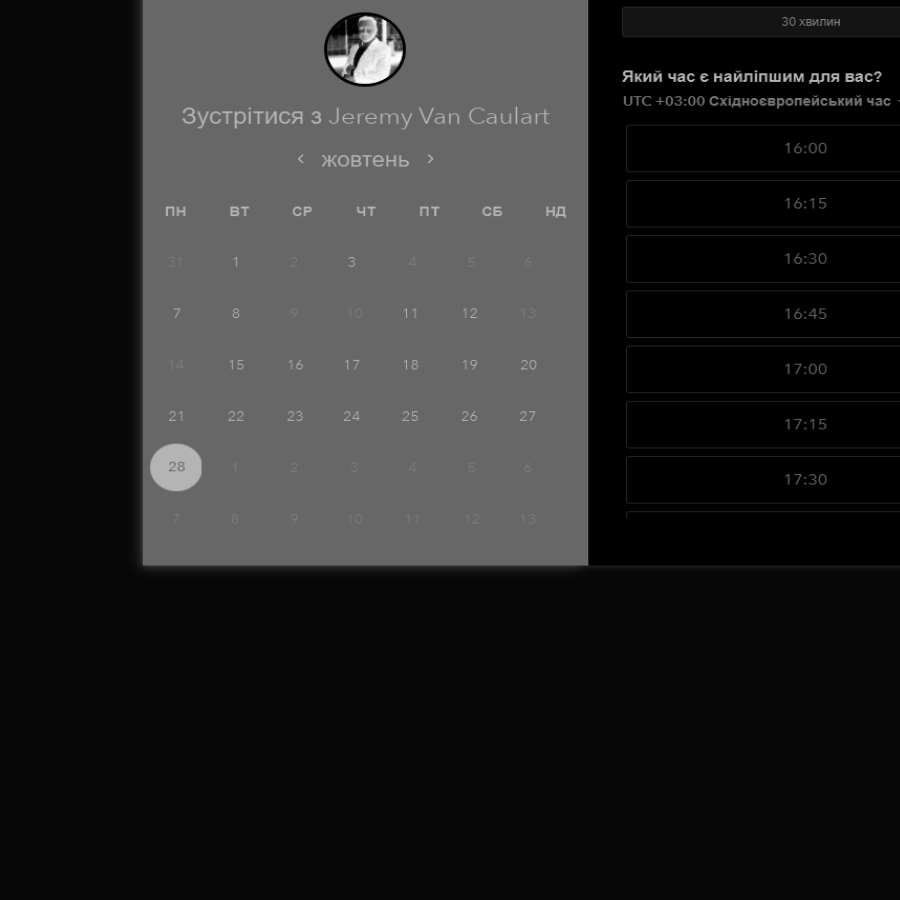 Зустрітися з Jeremy Van Caulart
‹ жовтень ›
ПН ВТ СР ЧТ ПТ СБ НД
31 1 2 3 4 5 6
7 8 9 10 11 12 13
14 15 16 17 18 19 20
21 22 23 24 25 26 27
28 1 2 3 4 5 6
7 8 9 10 11 12 13
30 хвилин
Який час є найліпшим для вас?
UTC +03:00 Східноєвропейський час
16:00
16:15
16:30
16:45
17:00
17:15
17:30